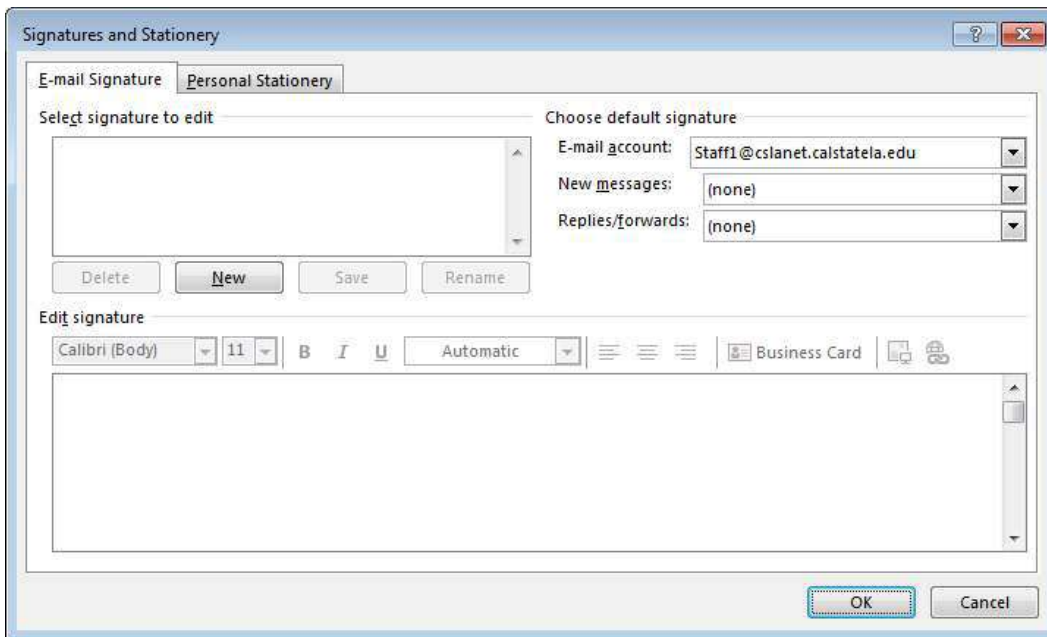 Signatures and Stationery
E-mail Signature Personal Stationery
Select signature to edit
Choose default signature
E-mail account: Staff1@cslanet.calstatela.edu
New messages: (none)
Replies/forwards: (none)
Delete New Save Rename
Edit signature
Calibri (Body) 11 B I U Automatic Business Card
OK Cancel